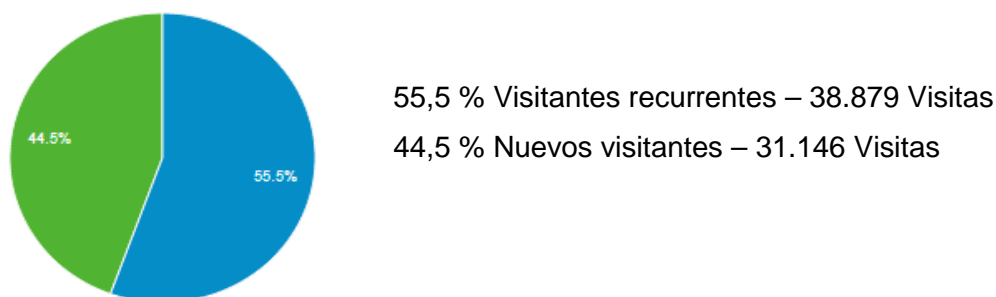 55,5 % Visitantes recurrentes – 38.879 Visitas
44.5%
44,5 % Nuevos visitantes – 31.146 Visitas
55.5%